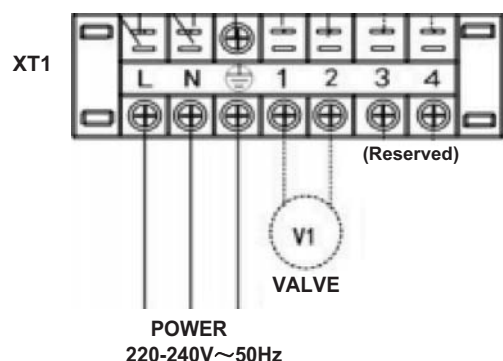 XT1
L N 1 2 3 4
(Reserved)
V1
VALVE
POWER
220-240V～50Hz